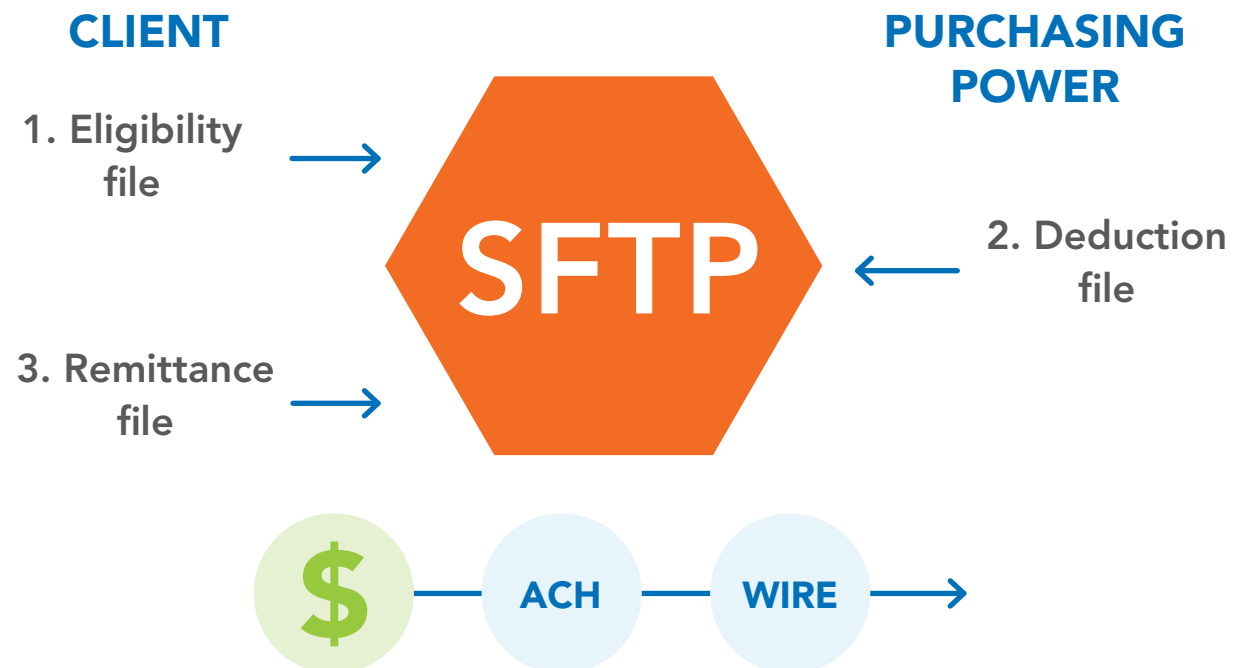 CLIENT
PURCHASING
POWER
1. Eligibility
file
SFTP
2. Deduction
file
3. Remittance
file
$
ACH
WIRE